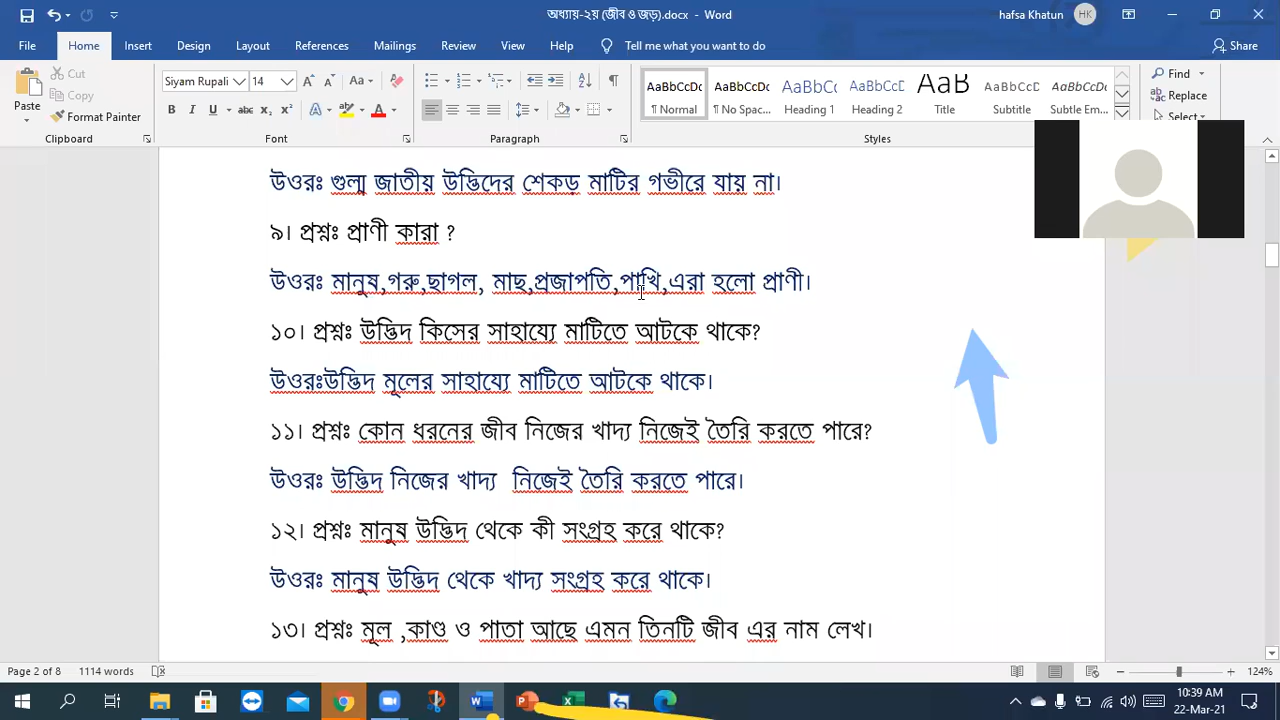 অধ্যায়-২য় (জীব ও জড়).docx - Word
hafsa Khatun HK
File Home Insert Design Layout References Mailings Review View Help Tell me what you want to do Share
Paste Cut Copy Format Painter Clipboard
Siyam Rupali 14 Font
Paragraph
AaBbCcDc ¶ Normal
AaBbCcDc ¶ No Spac...
AaBbCc Heading 1
AaBbCcD Heading 2
AaB Title
AaBbCcD Subtitle
AaBbCcDc Subtle Em...
Styles
Find
Replace
Select
উওরঃ গুল্ম জাতীয় উদ্ভিদের শেকড় মাটির গভীরে যায় না।
৯। প্রশ্নঃ প্রাণী কারা ?
উওরঃ মানুষ,গরু,ছাগল, মাছ,প্রজাপতি,পাখি,এরা হলো প্রাণী।
১০। প্রশ্নঃ উদ্ভিদ কিসের সাহায্যে মাটিতে আটকে থাকে?
উওরঃউদ্ভিদ মূলের সাহায্যে মাটিতে আটকে থাকে।
১১। প্রশ্নঃ কোন ধরনের জীব নিজের খাদ্য নিজেই তৈরি করতে পারে?
উওরঃ উদ্ভিদ নিজের খাদ্য  নিজেই তৈরি করতে পারে।
১২। প্রশ্নঃ মানুষ উদ্ভিদ থেকে কী সংগ্রহ করে থাকে?
উওরঃ মানুষ উদ্ভিদ থেকে খাদ্য সংগ্রহ করে থাকে।
১৩। প্রশ্নঃ মূল ,কাণ্ড ও পাতা আছে এমন তিনটি জীব এর নাম লেখ।
Page 2 of 8 1114 words 124%
10:39 AM
22-Mar-21